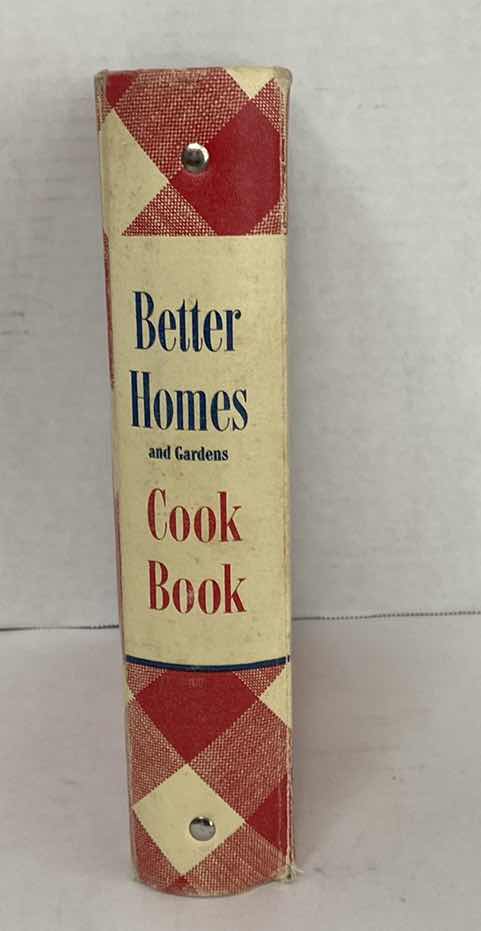 Better
Homes
and Gardens
Cook
Book